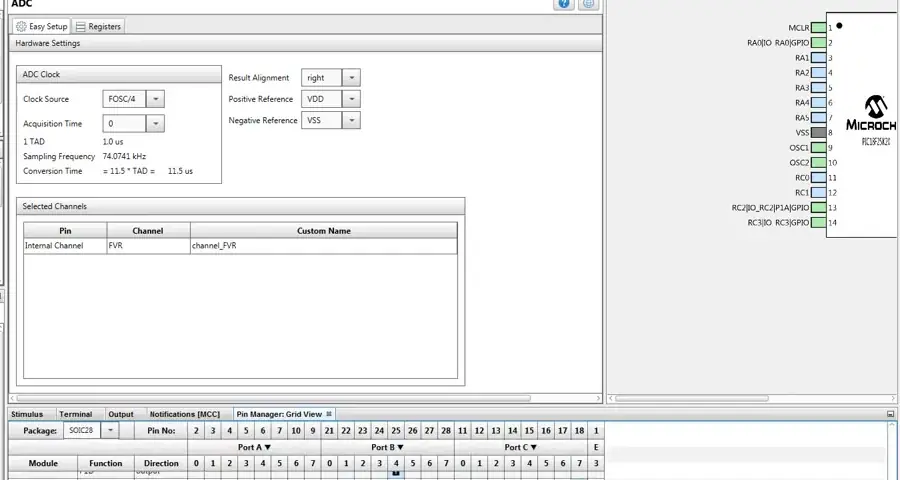 ADC
Easy Setup Registers
Hardware Settings
ADC Clock
Clock Source FOSC/4
Acquisition Time 0
1 TAD 1.0 us
Sampling Frequency 74.0741 kHz
Conversion Time = 11.5 * TAD = 11.5 us
Result Alignment right
Positive Reference VDD
Negative Reference VSS
Selected Channels
Pin Channel Custom Name
Internal Channel FVR channel_FVR
MCLR 1
RA0|IO_RA0|GPIO 2
RA1 3
RA2 4
RA3 5
RA4 6
RA5 7
VSS 8
OSC1 9
OSC2 10
RC0 11
RC1 12
RC2|IO_RC2|P1A|GPIO 13
RC3|IO_RC3|GPIO 14
MICROCH
PIC18F25K20
Stimulus Terminal Output Notifications [MCC] Pin Manager: Grid View
Package: SOIC28 Pin No: 2 3 4 5 6 7 10 9 21 22 23 24 25 26 27 28 11 12 13 14 15 16 17 18 1
Port A Port B Port C E
Module Function Direction 0 1 2 3 4 5 6 7 0 1 2 3 4 5 6 7 0 1 2 3 4 5 6 7 3